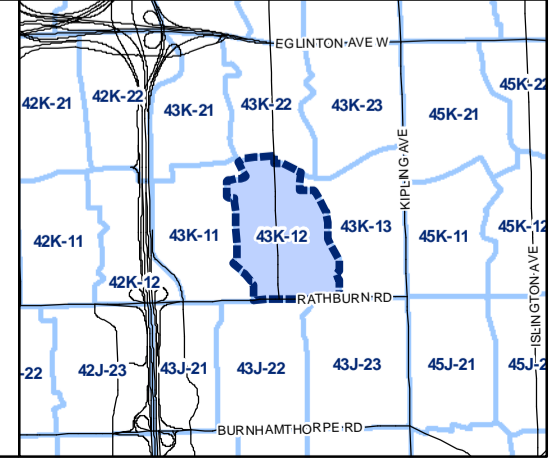 EGLINTON AVE W
42K-21
42K-22
43K-21
43K-22
43K-23
45K-21
45K-22
KIPLING AVE
42K-11
42K-12
43K-11
43K-12
43K-13
45K-11
45K-12
ISLINGTON AVE
RATHBURN RD
-22
42J-23
43J-21
43J-22
43J-23
45J-21
45J-2
BURNHAMTHORPE RD